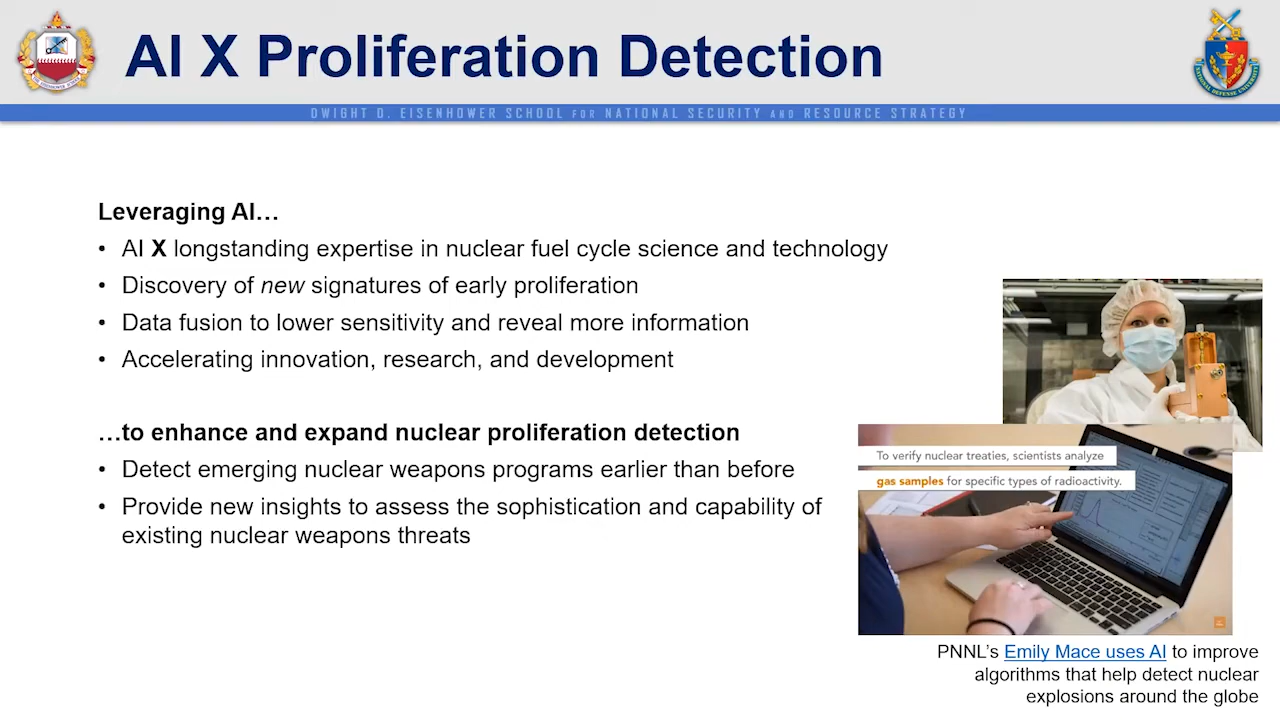 AI X Proliferation Detection
DWIGHT D. EISENHOWER SCHOOL FOR NATIONAL SECURITY AND RESOURCE STRATEGY
Leveraging AI…
• AI X longstanding expertise in nuclear fuel cycle science and technology
• Discovery of new signatures of early proliferation
• Data fusion to lower sensitivity and reveal more information
• Accelerating innovation, research, and development
…to enhance and expand nuclear proliferation detection
• Detect emerging nuclear weapons programs earlier than before
• Provide new insights to assess the sophistication and capability of
existing nuclear weapons threats
To verify nuclear treaties, scientists analyze
gas samples for specific types of radioactivity.
PNNL's Emily Mace uses AI to improve
algorithms that help detect nuclear
explosions around the globe